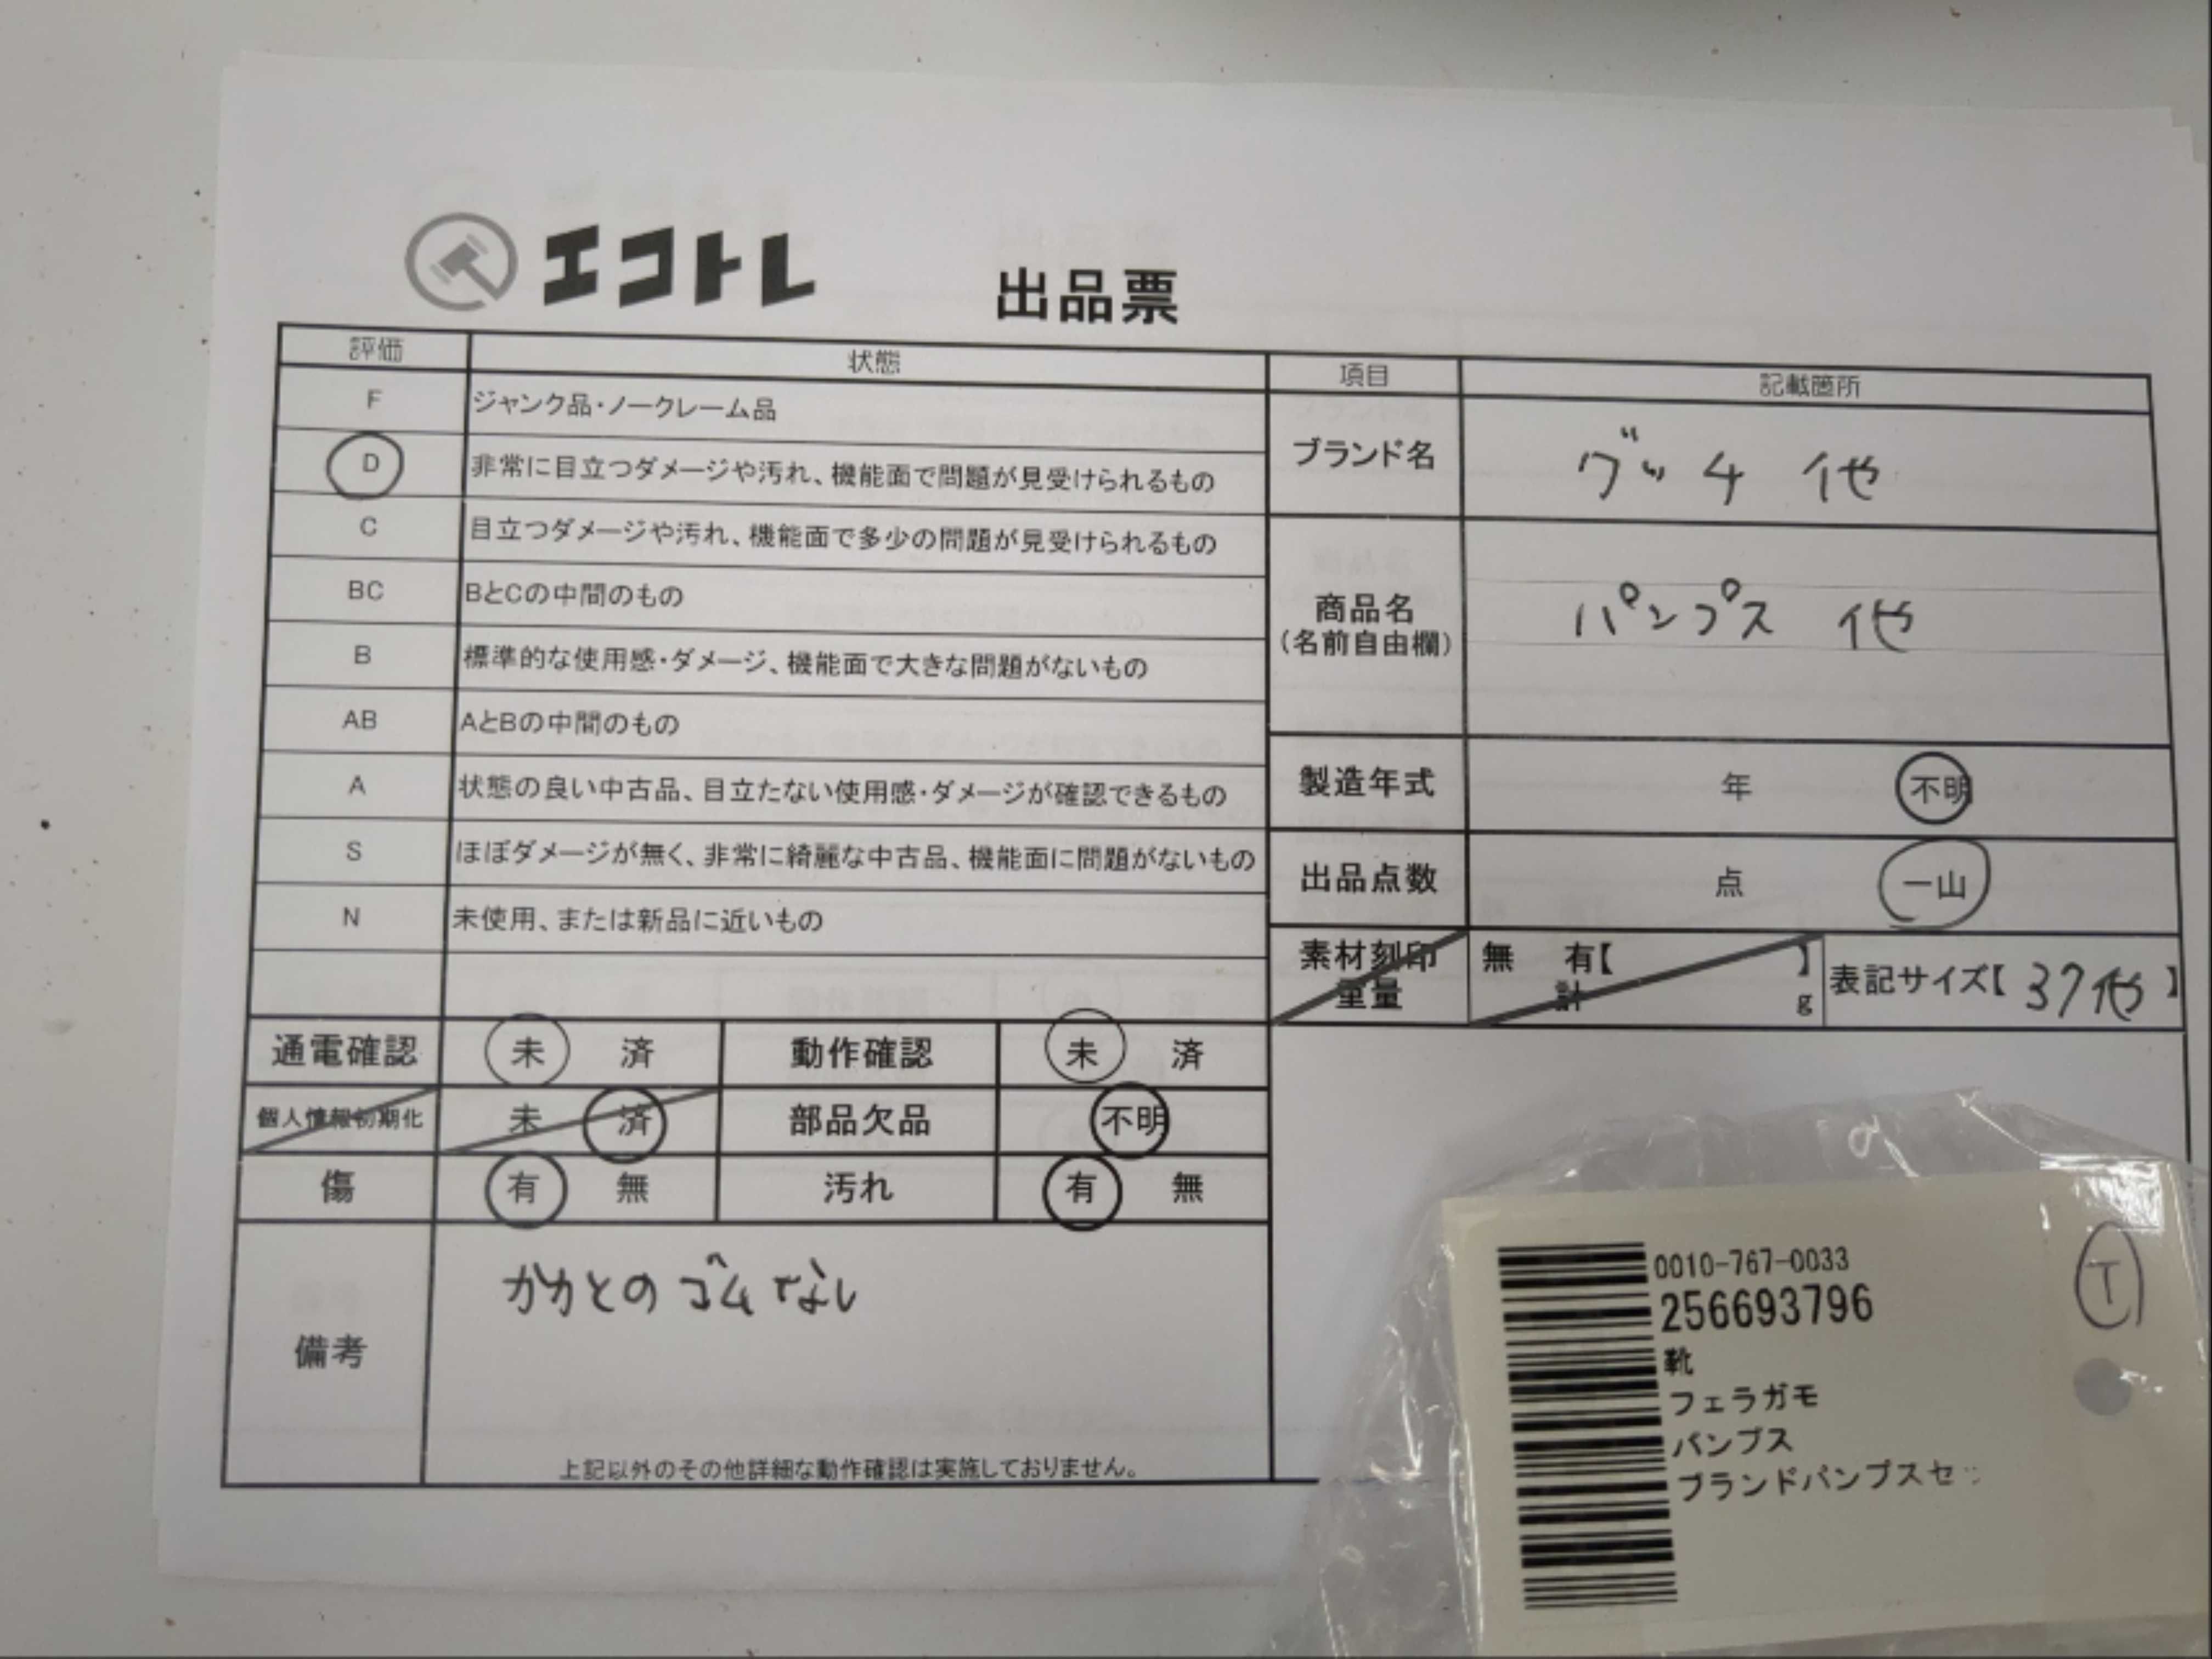 エコトレ
出品票
評価 状態
F ジャンク品・ノークレーム品
D 非常に目立つダメージや汚れ、機能面で問題が見受けられるもの
C 目立つダメージや汚れ、機能面で多少の問題が見受けられるもの
BC BとCの中間のもの
B 標準的な使用感・ダメージ、機能面で大きな問題がないもの
AB AとBの中間のもの
A 状態の良い中古品、目立たない使用感・ダメージが確認できるもの
S ほぼダメージが無く、非常に綺麗な中古品、機能面に問題がないもの
N 未使用、または新品に近いもの
項目 記載箇所
ブランド名 グッチ 他
商品名
(名前自由欄)
パンプス 他
製造年式 年 不明
出品点数 点 一山
素材刻印 無 有【 】
重量 計 g
表記サイズ【 37他 】
通電確認 未 済 動作確認 未 済
個人情報初期化 未 済 部品欠品 不明
傷 有 無 汚れ 有 無
備考
かかとのゴムなし
上記以外のその他詳細な動作確認は実施しておりません。
0010-767-0033
256693796
靴
フェラガモ
パンプス
ブランドパンプスセ
T